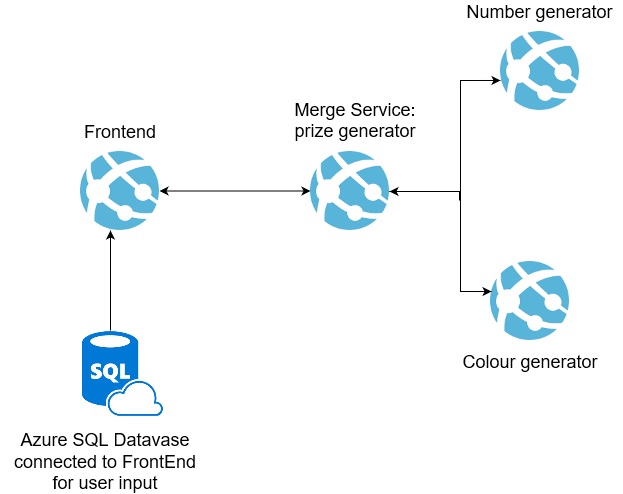 Number generator
Merge Service:
prize generator
Frontend
Colour generator
SQL
Azure SQL Datavase
connected to FrontEnd
for user input